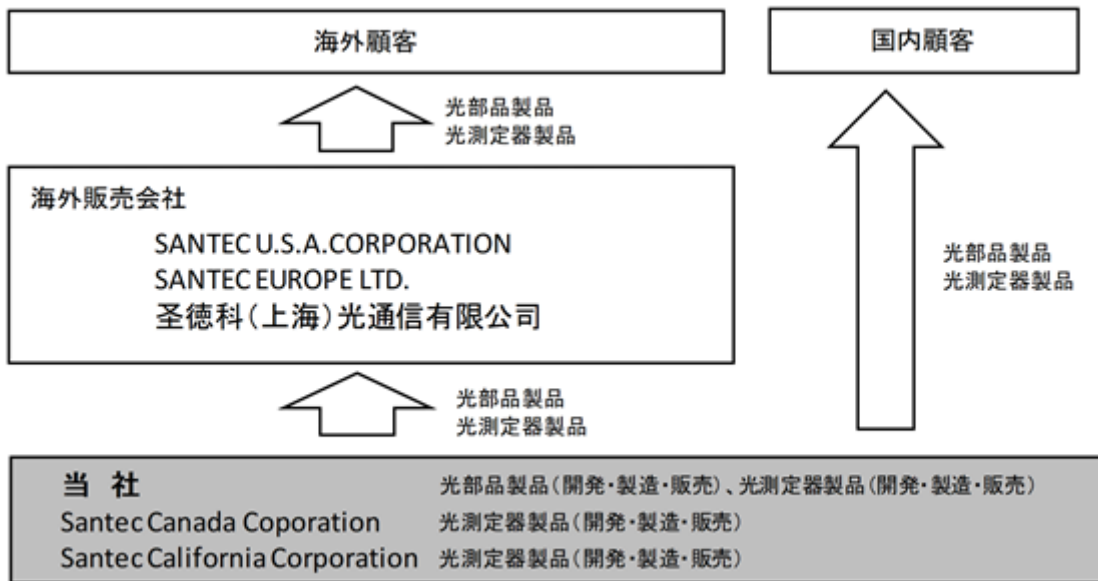 海外顧客
国内顧客
光部品製品
光測定器製品
海外販売会社
SANTEC U.S.A.CORPORATION
SANTEC EUROPE LTD.
圣徳科(上海)光通信有限公司
光部品製品
光測定器製品
光部品製品
光測定器製品
当 社 光部品製品(開発・製造・販売)、光測定器製品(開発・製造・販売)
Santec Canada Coporation 光測定器製品(開発・製造・販売)
Santec California Corporation 光測定器製品(開発・製造・販売)